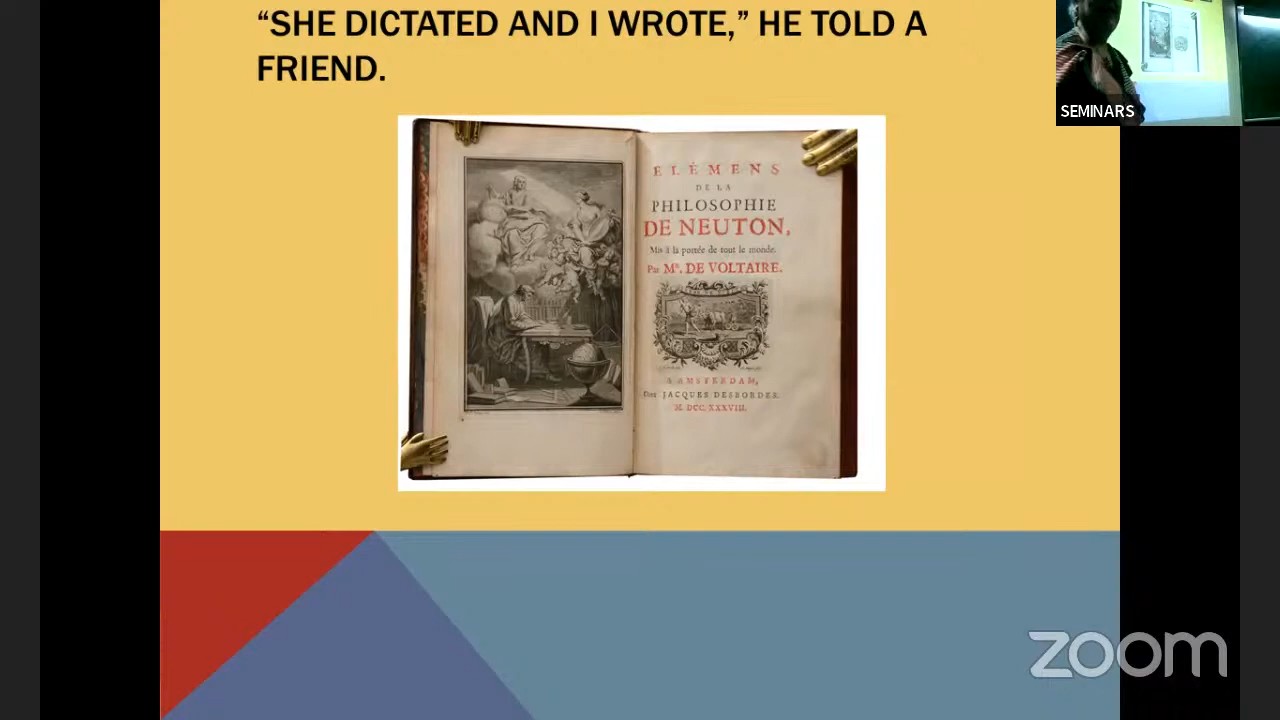 “SHE DICTATED AND I WROTE,” HE TOLD A
FRIEND.
SEMINARS
ELÉMENS
DE LA
PHILOSOPHIE
DE NEUTON,
Mis à la portée de tout le monde.
Par Mr. DE VOLTAIRE.
A AMSTERDAM,
Chez JACQUES DESBORDES.
M. DCC. XXXVIII.
zoom